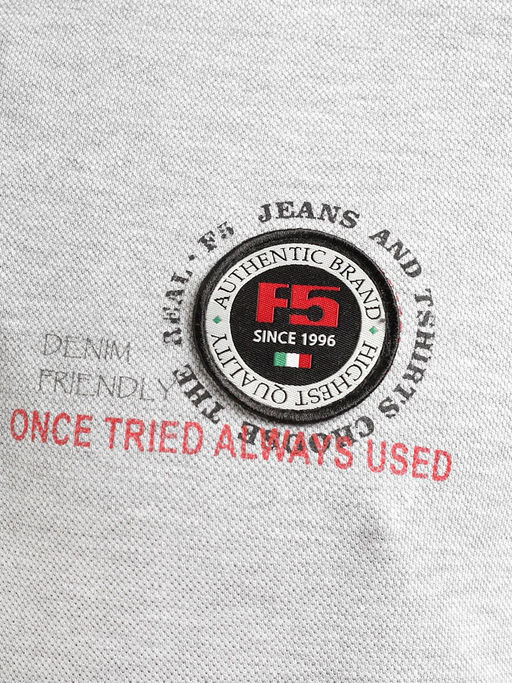 F5 JEANS AND TSHIRTS CHOOSE THE REAL ·
AUTHENTIC BRAND
F5
SINCE 1996
HIGHEST QUALITY
DENIM
FRIENDLY
ONCE TRIED ALWAYS USED